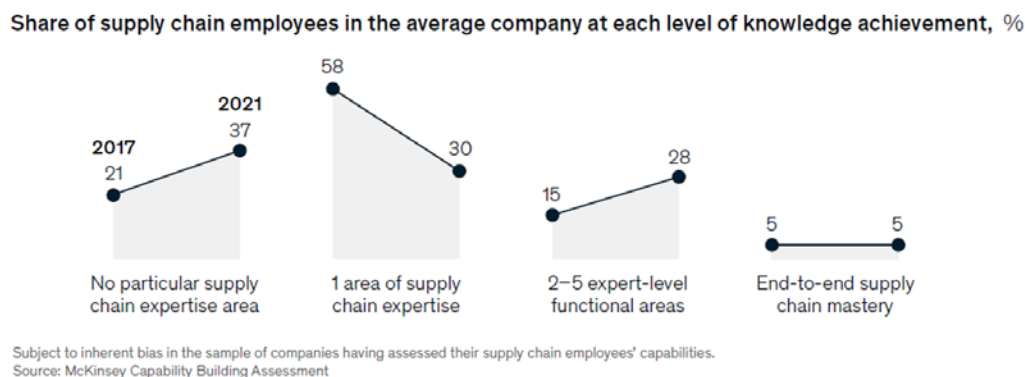 Share of supply chain employees in the average company at each level of knowledge achievement, %
2017
21
2021
37
58
30
15
28
5
5
No particular supply
chain expertise area
1 area of supply
chain expertise
2–5 expert-level
functional areas
End-to-end supply
chain mastery
Subject to inherent bias in the sample of companies having assessed their supply chain employees’ capabilities.
Source: McKinsey Capability Building Assessment